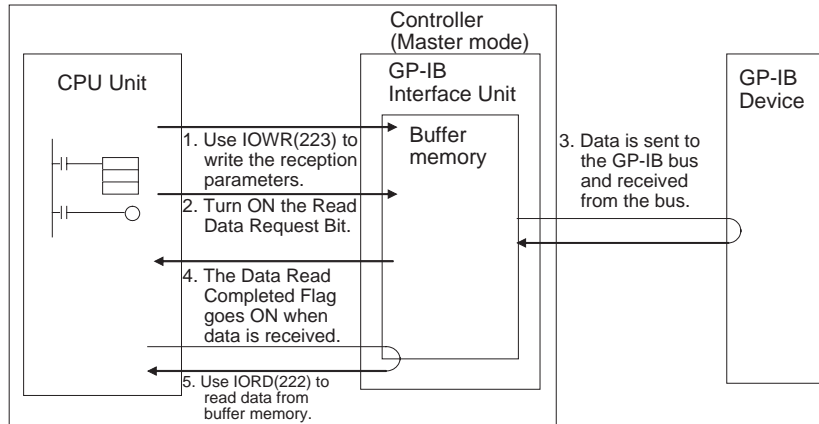 Controller
(Master mode)
CPU Unit
GP-IB
Interface Unit
GP-IB
Device
Buffer
memory
1. Use IOWR(223) to
write the reception
parameters.
2. Turn ON the Read
Data Request Bit.
3. Data is sent to
the GP-IB bus
and received
from the bus.
4. The Data Read
Completed Flag
goes ON when
data is received.
5. Use IORD(222) to
read data from
buffer memory.